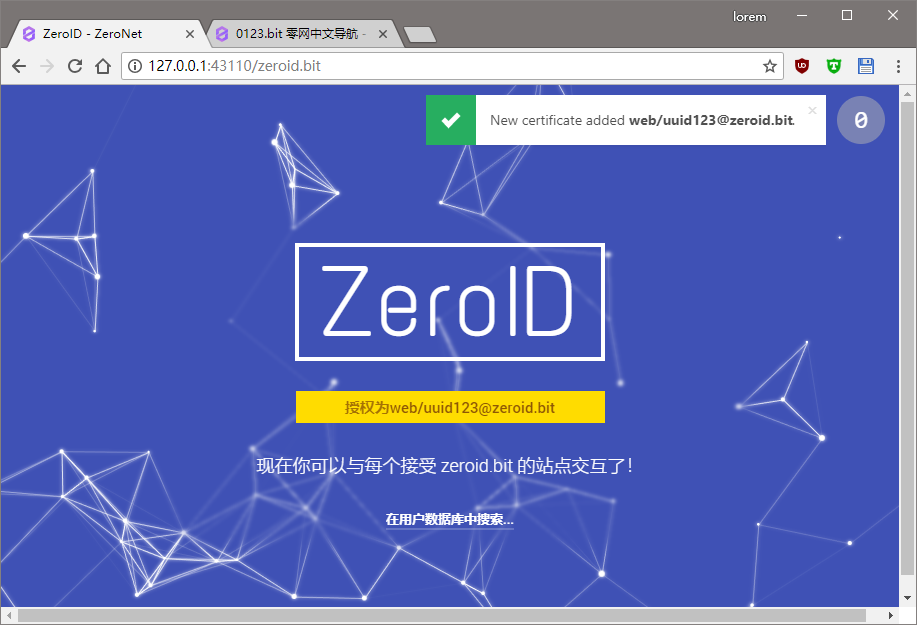 lorem
ZeroID - ZeroNet
0123.bit 零网中文导航 -
127.0.0.1:43110/zeroid.bit
New certificate added web/uuid123@zeroid.bit.
0
ZeroID
授权为web/uuid123@zeroid.bit
现在你可以与每个接受 zeroid.bit 的站点交互了！
在用户数据库中搜索...